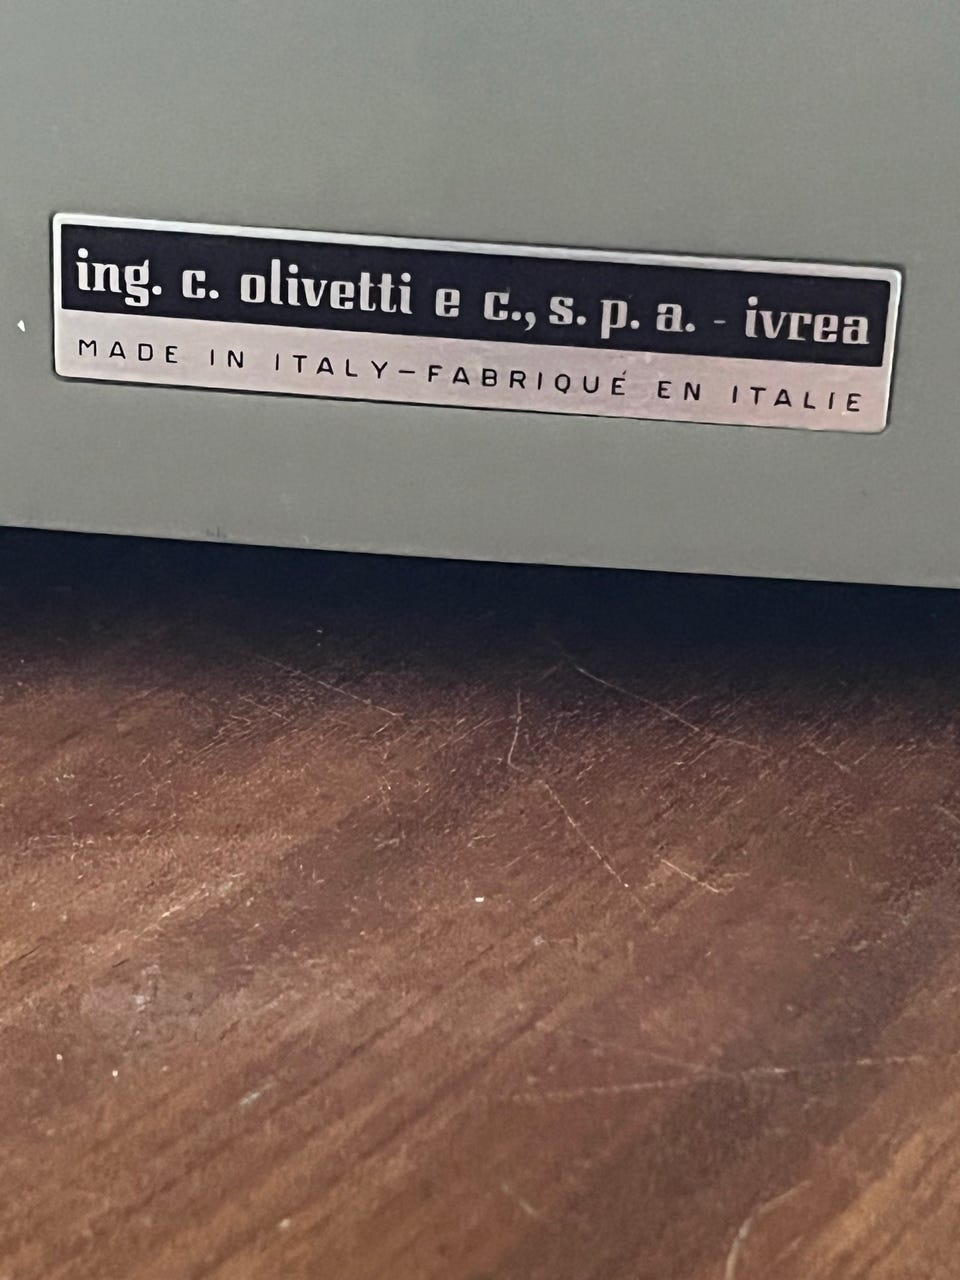 ing. c. olivetti e c., s. p. a. - ivrea
MADE IN ITALY-FABRIQUÉ EN ITALIE